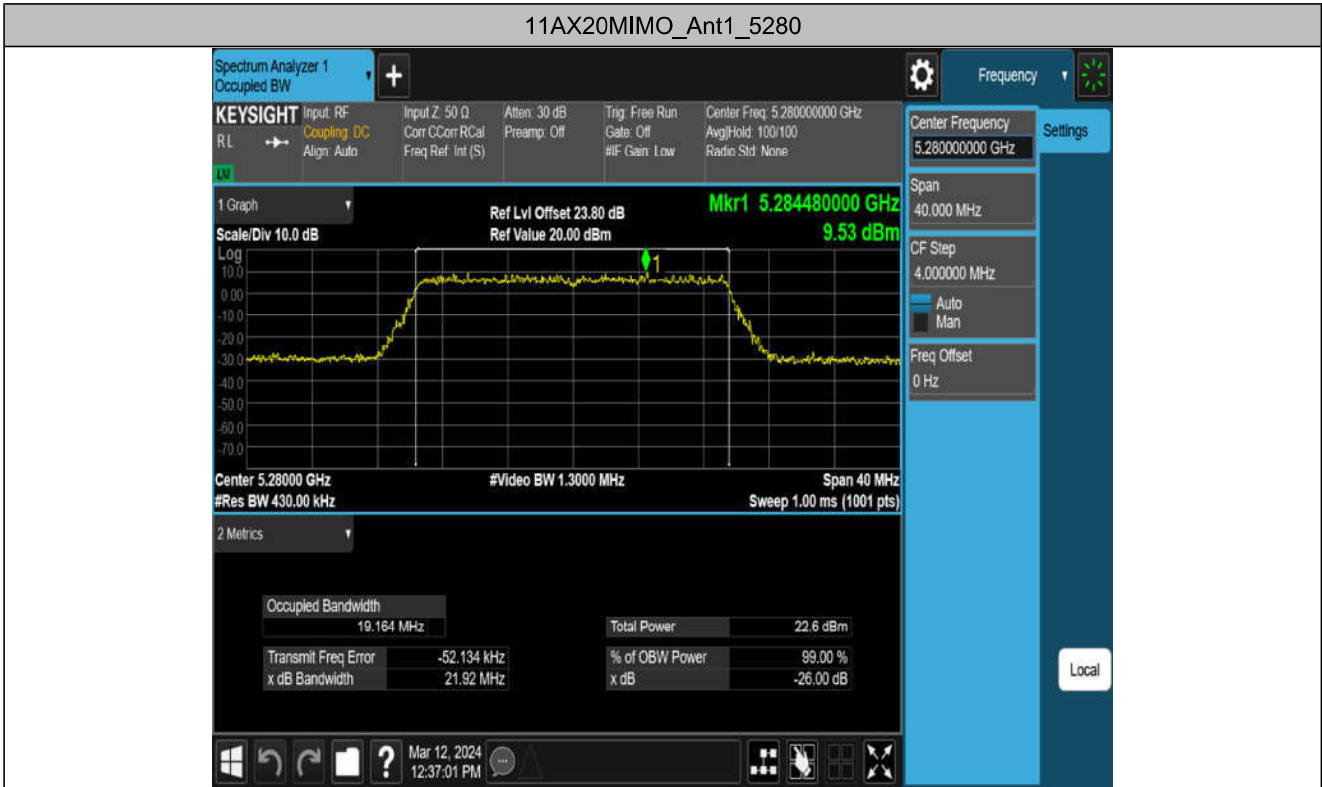 11AX20MIMO_Ant1_5280
Spectrum Analyzer 1
Occupied BW
+
Frequency
KEYSIGHT
R L
Input: RF
Coupling: DC
Align: Auto
Input Z: 50 Ω
Corr CCorr RCal
Freq Ref: Int (S)
Atten: 30 dB
Preamp: Off
Trig: Free Run
Gate: Off
#IF Gain: Low
Center Freq: 5.280000000 GHz
Avg|Hold: 100/100
Radio Std: None
Center Frequency
5.280000000 GHz
Settings
Span
40.000 MHz
CF Step
4.000000 MHz
Auto
Man
Freq Offset
0 Hz
Local
1 Graph
Scale/Div 10.0 dB
Ref Lvl Offset 23.80 dB
Ref Value 20.00 dBm
Mkr1 5.284480000 GHz
9.53 dBm
Log
1
10.0
0.00
-10.0
-20.0
-30.0
-40.0
-50.0
-60.0
-70.0
Center 5.28000 GHz
#Video BW 1.3000 MHz
Span 40 MHz
#Res BW 430.00 kHz
Sweep 1.00 ms (1001 pts)
2 Metrics
Occupied Bandwidth
19.164 MHz
Total Power 22.6 dBm
Transmit Freq Error -52.134 kHz
% of OBW Power 99.00 %
x dB Bandwidth 21.92 MHz
x dB -26.00 dB
?
Mar 12, 2024
12:37:01 PM